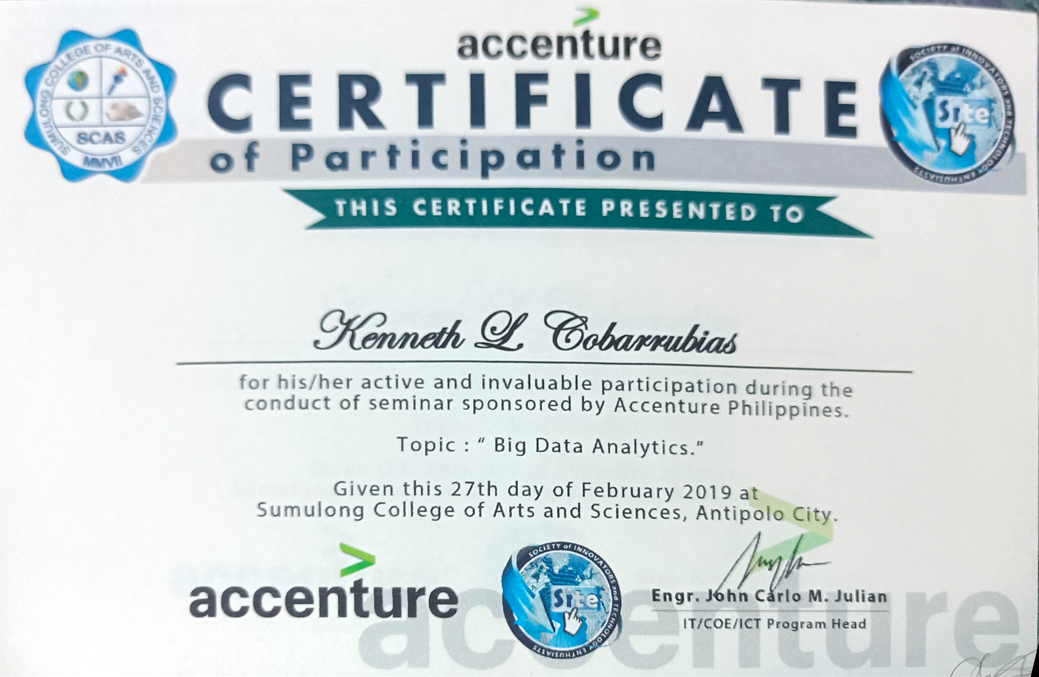 accenture
SUMULONG COLLEGE OF ARTS AND SCIENCES
SCAS
MMVII
CERTIFICATE
of Participation
SOCIETY of INNOVATORS and TECHNOLOGY ENTHUSIASTS
Site
THIS CERTIFICATE PRESENTED TO
Kenneth L. Cobarrubias
for his/her active and invaluable participation during the
conduct of seminar sponsored by Accenture Philippines.
Topic : “ Big Data Analytics.”
Given this 27th day of February 2019 at
Sumulong College of Arts and Sciences, Antipolo City.
accenture
SOCIETY of INNOVATORS and TECHNOLOGY ENTHUSIASTS
Site
Engr. John Carlo M. Julian
IT/COE/ICT Program Head
accenture